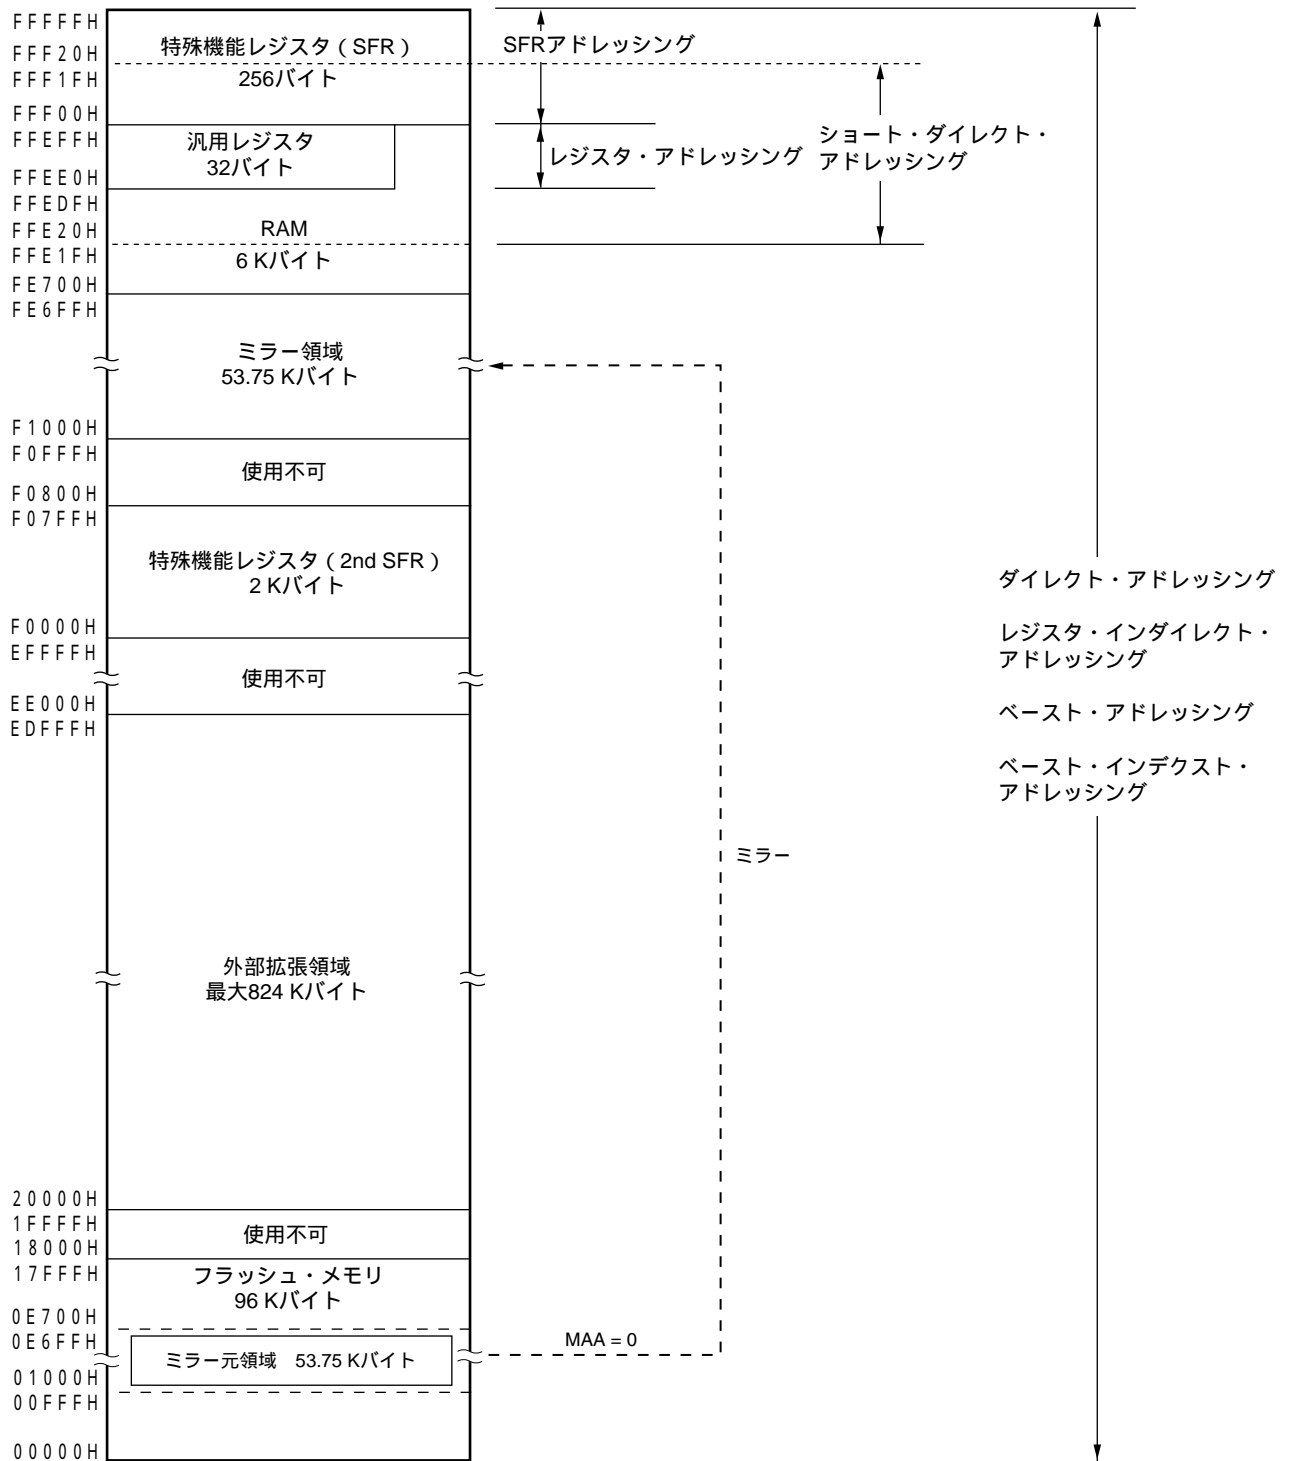 FFFFFH
特殊機能レジスタ（SFR）
SFRアドレッシング
FFF20H
FFF1FH
256バイト
FFF00H
FFEFFH
汎用レジスタ
32バイト
レジスタ・アドレッシング
ショート・ダイレクト・
アドレッシング
FFEE0H
FFEDFH
FFE20H
RAM
FFE1FH
6 Kバイト
FE700H
FE6FFH
ミラー領域
53.75 Kバイト
F1000H
F0FFFH
使用不可
F0800H
F07FFH
特殊機能レジスタ（2nd SFR）
2 Kバイト
ダイレクト・アドレッシング
レジスタ・インダイレクト・
アドレッシング
ベースト・アドレッシング
ベースト・インデクスト・
アドレッシング
F0000H
EFFFFH
使用不可
EE000H
EDFFFH
ミラー
外部拡張領域
最大824 Kバイト
20000H
1FFFFH
使用不可
18000H
17FFFH
フラッシュ・メモリ
96 Kバイト
0E700H
0E6FFH
MAA = 0
ミラー元領域　53.75 Kバイト
01000H
00FFFH
00000H